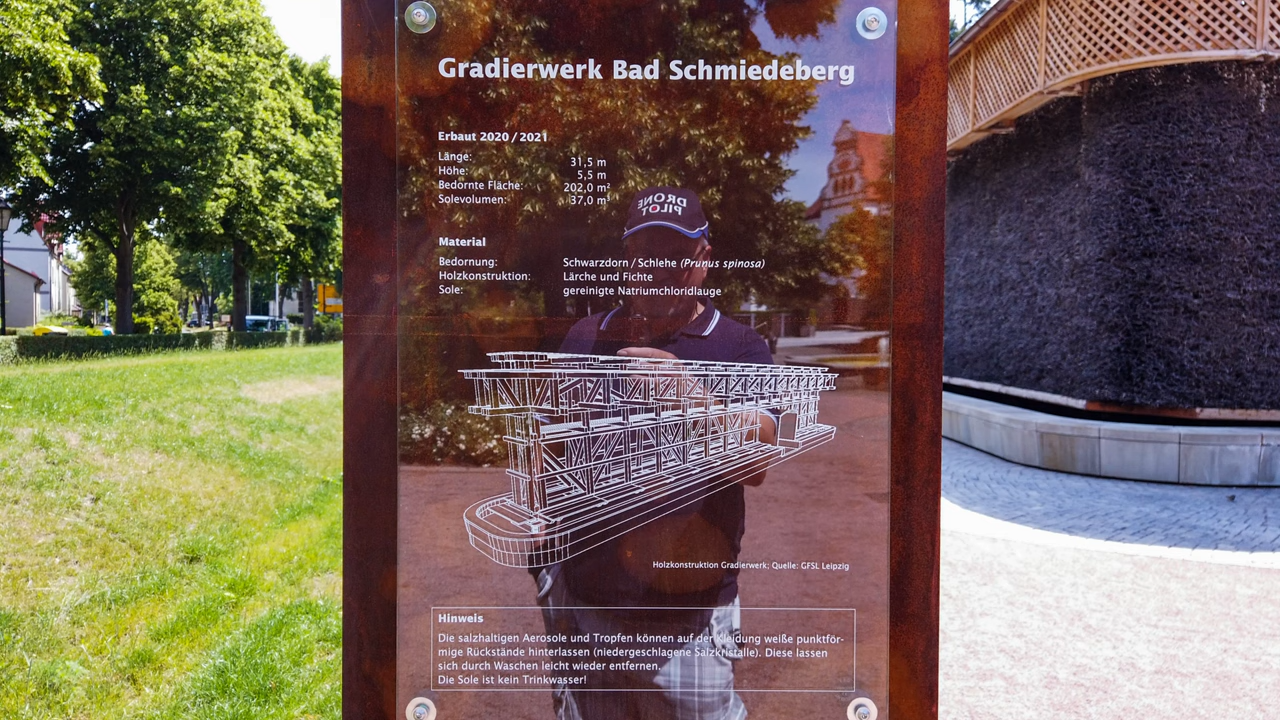 Gradierwerk Bad Schmiedeberg
Erbaut 2020 / 2021
Länge: 31,5 m
Höhe: 5,5 m
Bedornte Fläche: 202,0 m²
Solevolumen: 37,0 m³
DRONE
PILOT
Material
Bedornung: Schwarzdorn / Schlehe (Prunus spinosa)
Holzkonstruktion: Lärche und Fichte
Sole: gereinigte Natriumchloridlauge
Holzkonstruktion Gradierwerk; Quelle: GFSL Leipzig
Hinweis
Die salzhaltigen Aerosole und Tropfen können auf der Kleidung weiße punktför-
mige Rückstände hinterlassen (niedergeschlagene Salzkristalle). Diese lassen
sich durch Waschen leicht wieder entfernen.
Die Sole ist kein Trinkwasser!